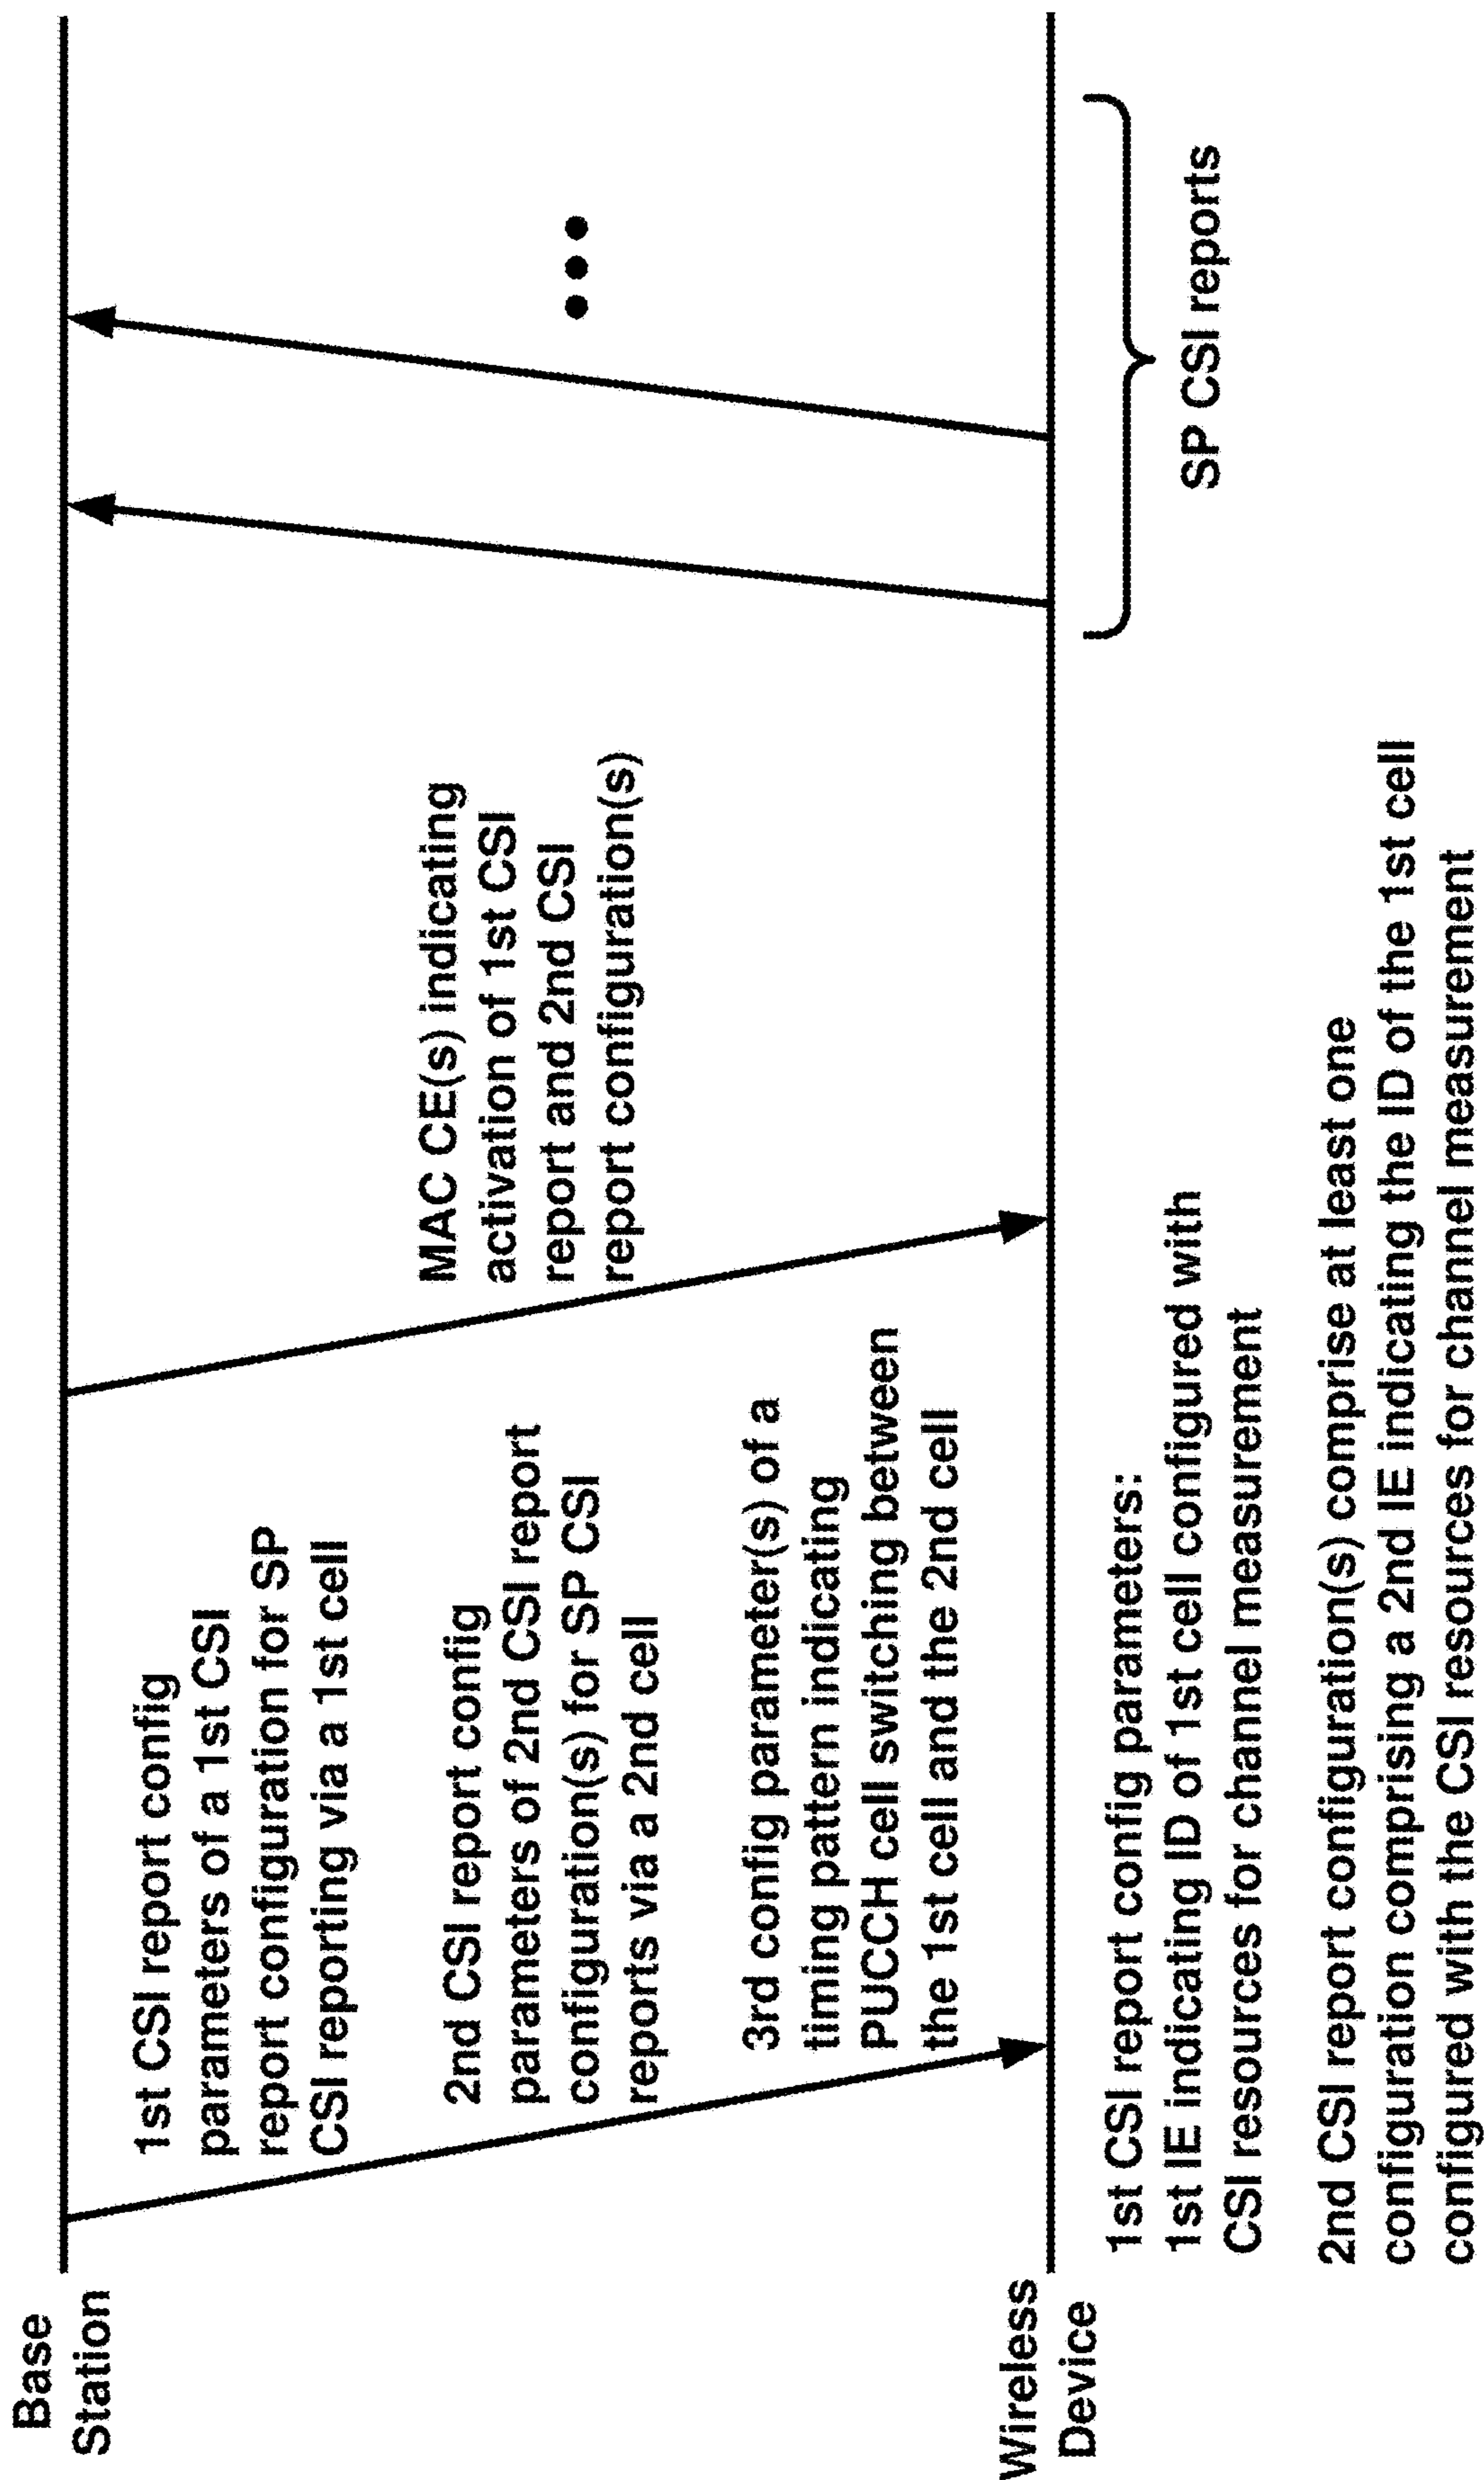 Base
Station
1st CSI report config
parameters of a 1st CSI
report configuration for SP
CSI reporting via a 1st cell
2nd CSI report config
parameters of 2nd CSI report
configuration(s) for SP CSI
reports via a 2nd cell
3rd config parameter(s) of a
timing pattern indicating
PUCCH cell switching between
the 1st cell and the 2nd cell
MAC CE(s) indicating
activation of 1st CSI
report and 2nd CSI
report configuration(s)
Wireless
Device
SP CSI reports
1st CSI report config parameters:
1st IE indicating ID of 1st cell configured with
CSI resources for channel measurement
2nd CSI report configuration(s) comprise at least one
configuration comprising a 2nd IE indicating the ID of the 1st cell
configured with the CSI resources for channel measurement